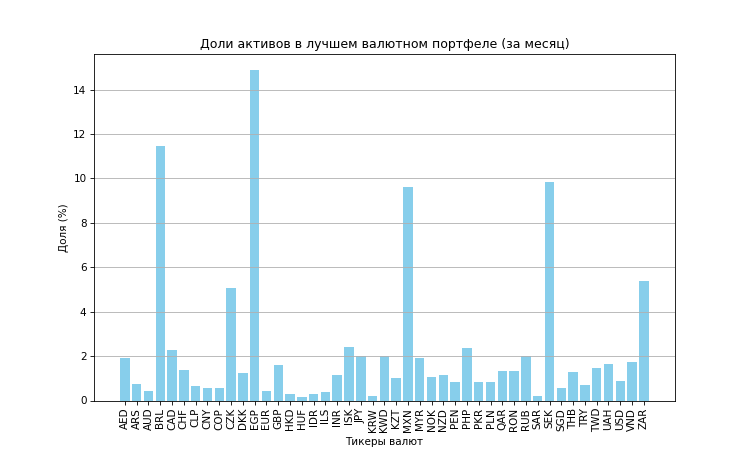 Доли активов в лучшем валютном портфеле (за месяц)
Доля (%)
14
12
10
8
6
4
2
0
AED ARS AUD BRL CAD CHF CLP CNY COP CZK DKK EGP EUR GBP HKD HUF IDR ILS INR ISK JPY KRW KWD KZT MXN MYR NOK NZD PEN PHP PKR PLN QAR RON RUB SAR SEK SGD THB TRY TWD UAH USD VND ZAR
Тикеры валют